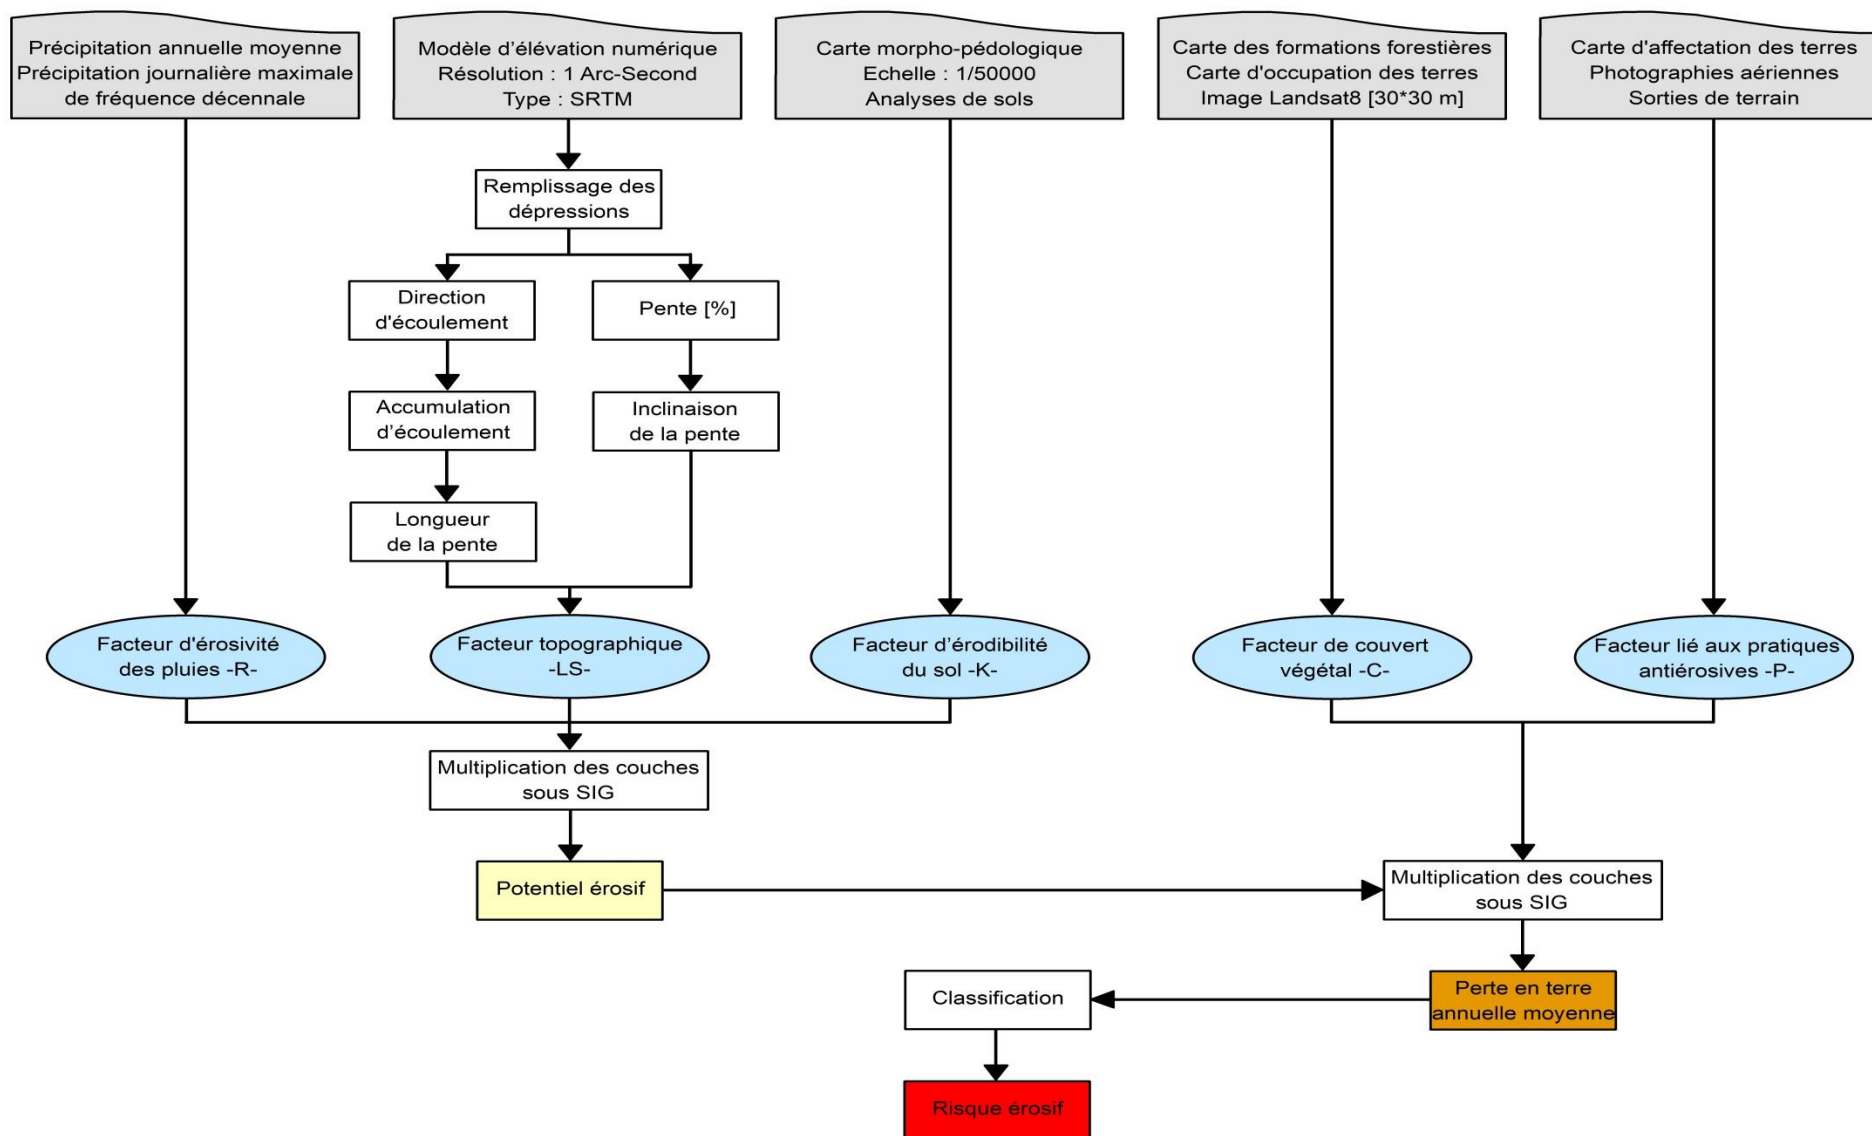 Précipitation annuelle moyenne
Précipitation journalière maximale
de fréquence décennale
Modèle d’élévation numérique
Résolution : 1 Arc-Second
Type : SRTM
Carte morpho-pédologique
Echelle : 1/50000
Analyses de sols
Carte des formations forestières
Carte d'occupation des terres
Image Landsat8 [30*30 m]
Carte d'affectation des terres
Photographies aériennes
Sorties de terrain
Remplissage des
dépressions
Direction
d'écoulement
Pente [%]
Accumulation
d’écoulement
Inclinaison
de la pente
Longueur
de la pente
Facteur d'érosivité
des pluies -R-
Facteur topographique
-LS-
Facteur d’érodibilité
du sol -K-
Facteur de couvert
végétal -C-
Facteur lié aux pratiques
antiérosives -P-
Multiplication des couches
sous SIG
Potentiel érosif
Multiplication des couches
sous SIG
Perte en terre
annuelle moyenne
Classification
Risque érosif